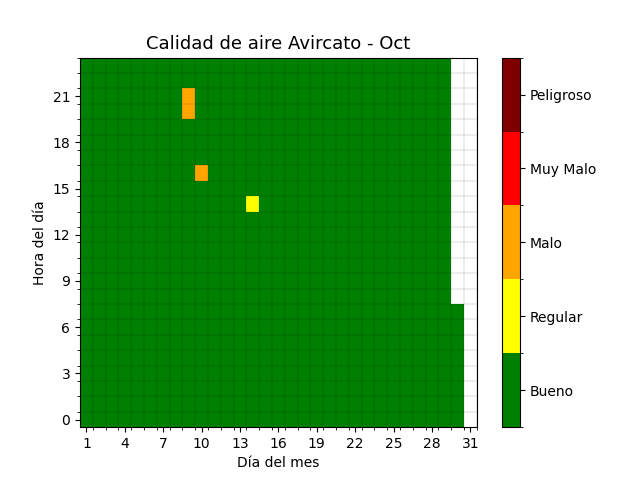 Calidad de aire Avircato - Oct
Peligroso
Muy Malo
Malo
Regular
Bueno
Hora del día
21
18
15
12
9
6
3
0
1 4 7 10 13 16 19 22 25 28 31
Día del mes